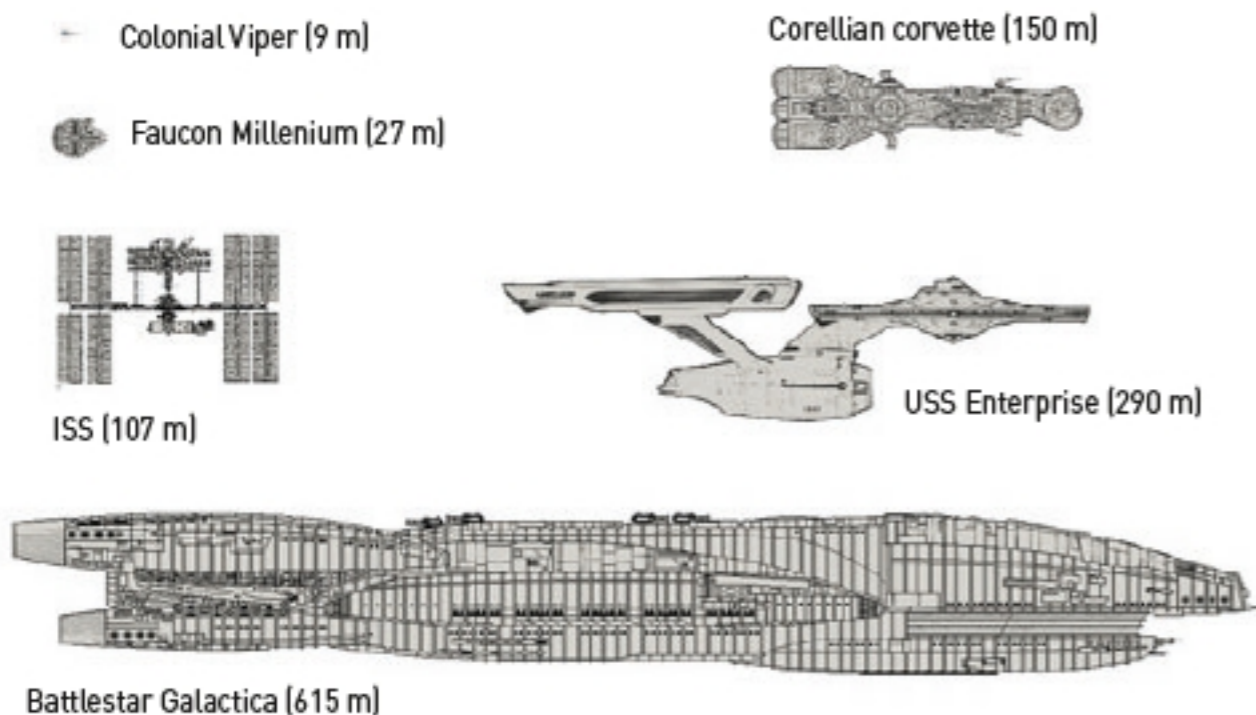 Colonial Viper (9 m)
Corellian corvette (150 m)
Faucon Millenium (27 m)
ISS (107 m)
USS Enterprise (290 m)
Battlestar Galactica (615 m)